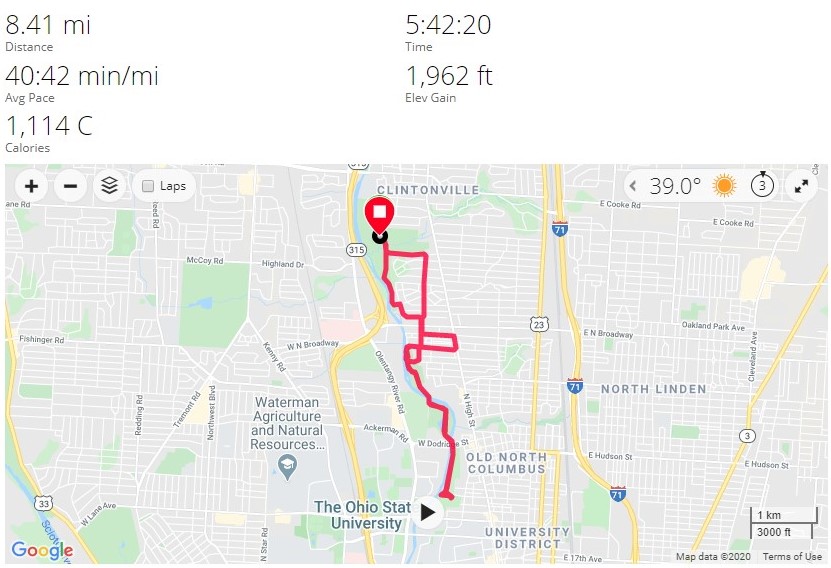 8.41 mi
Distance
5:42:20
Time
40:42 min/mi
Avg Pace
1,962 ft
Elev Gain
1,114 C
Calories
+
−
Laps
39.0°
3
CLINTONVILLE
E Cooke Rd
E Cooke Rd
71
315
McCoy Rd
Highland Dr
23
Oakland Park Ave
E N Broadway
Fishinger Rd
Kenny Rd
W N Broadway
Olentangy River Rd
Cleveland Ave
71
NORTH LINDEN
Redding Rd
Tremont Rd
Northwest Blvd
N High St
Waterman
Agriculture
and Natural
Resources...
Ackerman Rd
W Dodridge St
3
OLD NORTH
COLUMBUS
E Hudson St
E Hudson St
71
33
W Lane Ave
The Ohio Stat
University
N Star Rd
UNIVERSITY
DISTRICT
E 17th Ave
1 km
3000 ft
Google
Map data ©2020
Terms of Use